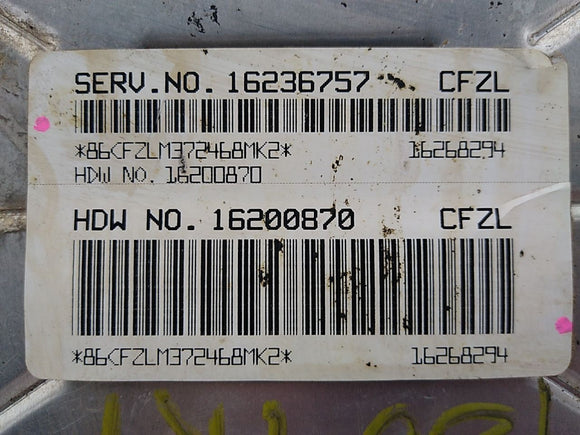 SERV.NO. 16236757 CFZL
*86CFZLM372468MK2* 16268294
HDW NO. 16200870
HDW NO. 16200870 CFZL
*86CFZLM372468MK2* 16268294